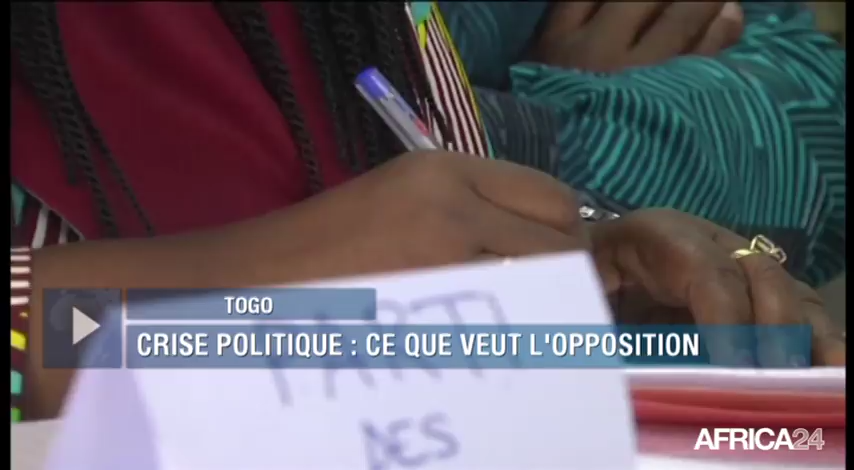 TOGO
CRISE POLITIQUE : CE QUE VEUT L'OPPOSITION
PARTI
DES
AFRICA24